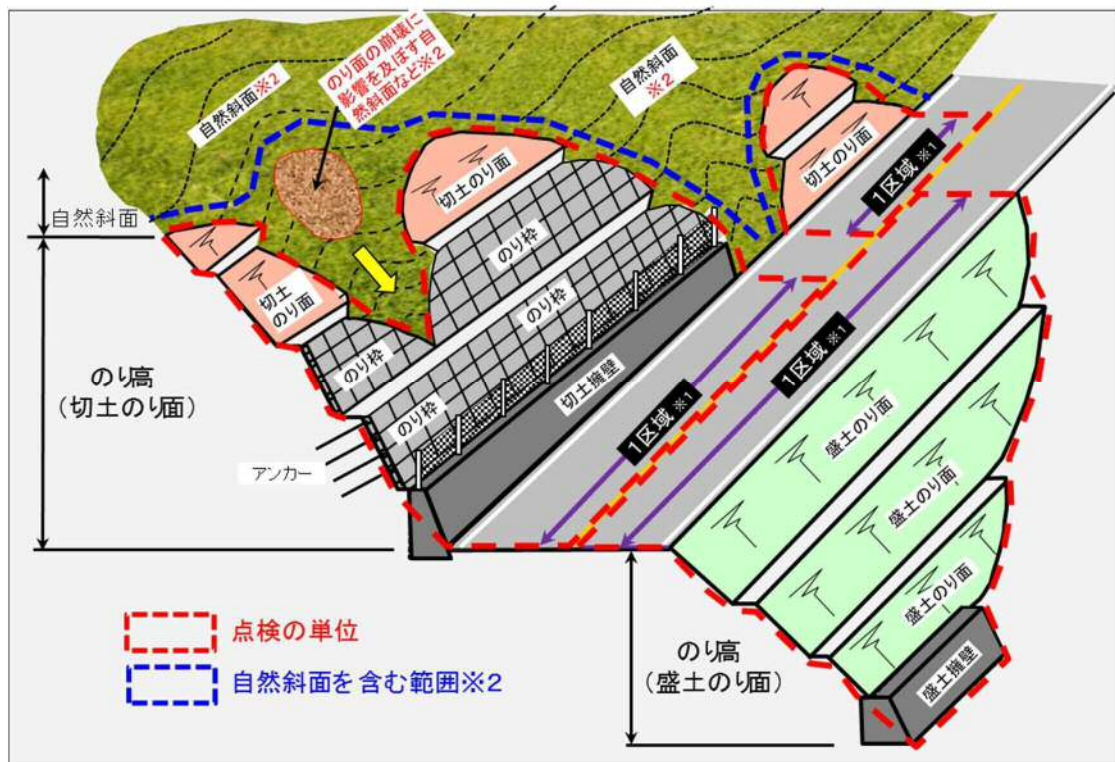 のり面の崩壊に
影響を及ぼす自
然斜面など※2
自然斜面※2
自然斜面
※2
切土のり面
切土のり面
1区域※1
自然斜面
切土のり面
のり枠
切土
のり面
のり枠
のり枠
のり枠
切土擁壁
1区域※1
1区域※1
のり高
(切土のり面)
アンカー
盛土のり面
盛土のり面
盛土のり面
盛土擁壁
のり高
(盛土のり面)
点検の単位
自然斜面を含む範囲※2